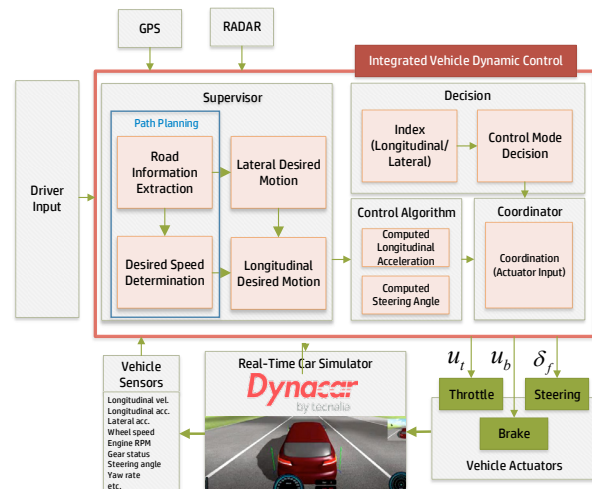 GPS
RADAR
Integrated Vehicle Dynamic Control
Driver
Input
Supervisor
Path Planning
Road
Information
Extraction
Lateral Desired
Motion
Desired Speed
Determination
Longitudinal
Desired Motion
Decision
Index
(Longitudinal/
Lateral)
Control Mode
Decision
Control Algorithm
Computed
Longitudinal
Acceleration
Computed
Steering Angle
Coordinator
Coordination
(Actuator Input)
Vehicle
Sensors
Longitudinal vel.
Longitudinal acc.
Lateral acc.
Wheel speed
Engine RPM
Gear status
Steering angle
Yaw rate
etc.
Real-Time Car Simulator
Dynacar
by tecnalia
u_t
u_b
δ_f
Throttle
Steering
Brake
Vehicle Actuators